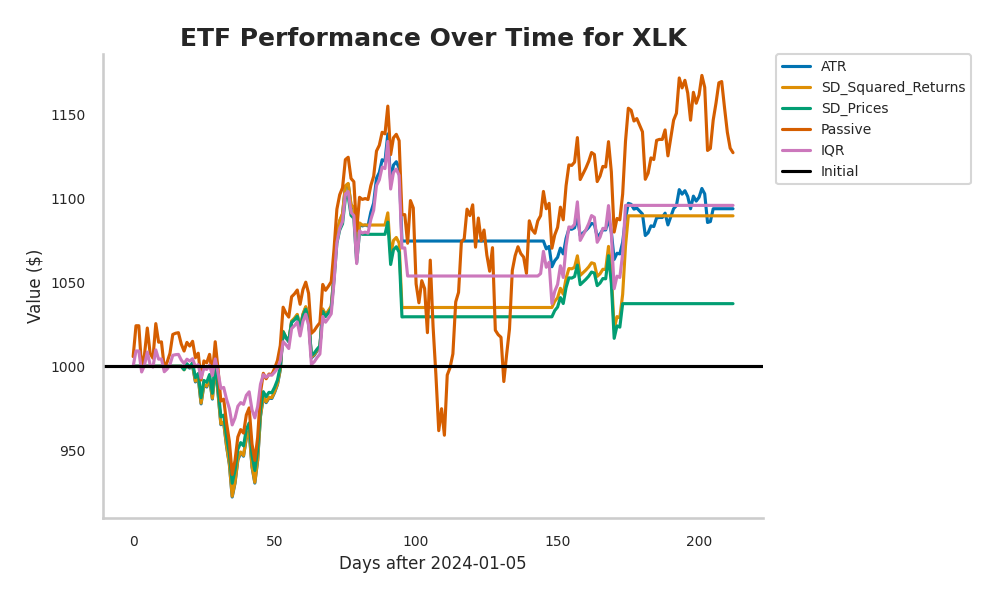 ETF Performance Over Time for XLK
ATR
SD_Squared_Returns
SD_Prices
Passive
IQR
Initial
Value ($)
1150
1100
1050
1000
950
0 50 100 150 200
Days after 2024-01-05